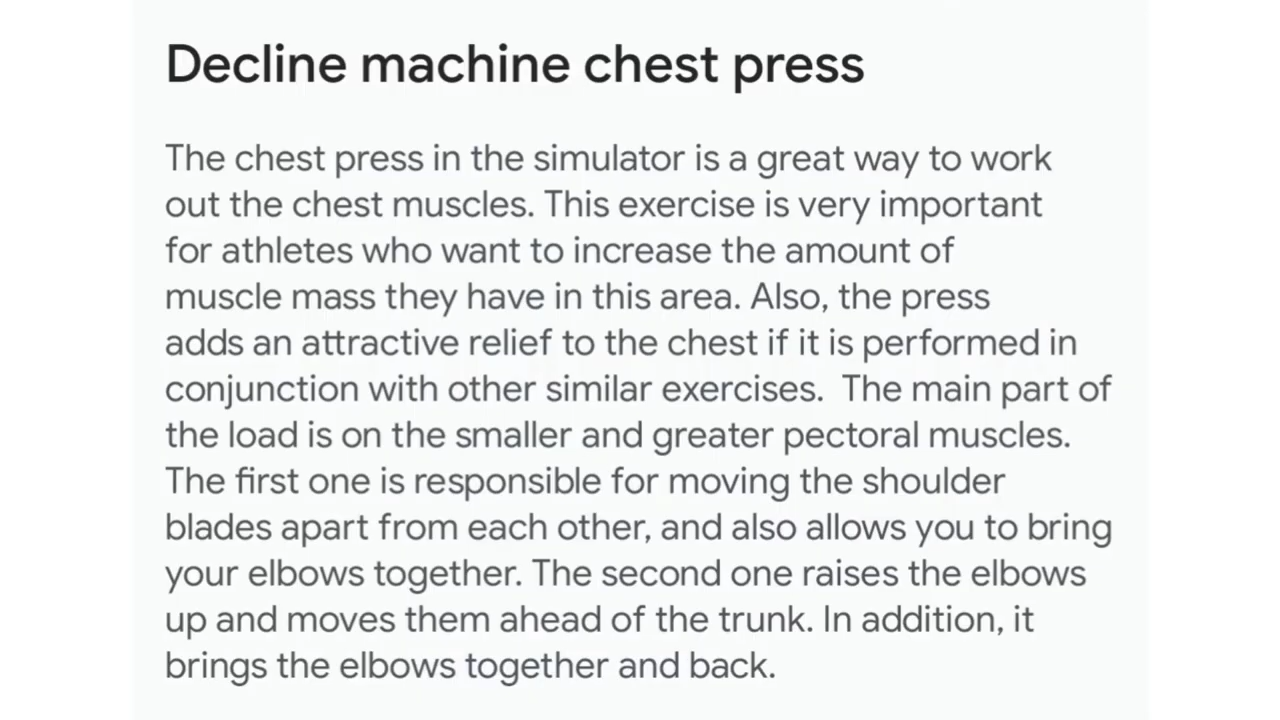 Decline machine chest press
The chest press in the simulator is a great way to work
out the chest muscles. This exercise is very important
for athletes who want to increase the amount of
muscle mass they have in this area. Also, the press
adds an attractive relief to the chest if it is performed in
conjunction with other similar exercises.  The main part of
the load is on the smaller and greater pectoral muscles.
The first one is responsible for moving the shoulder
blades apart from each other, and also allows you to bring
your elbows together. The second one raises the elbows
up and moves them ahead of the trunk. In addition, it
brings the elbows together and back.